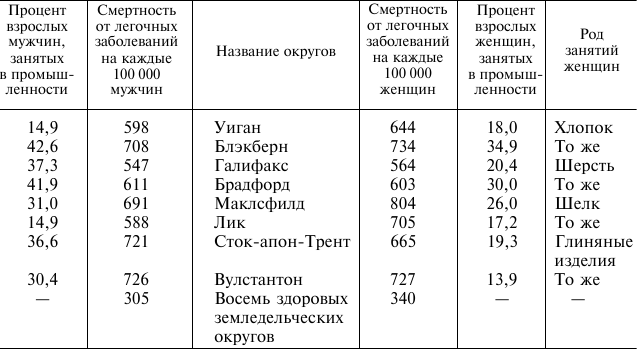 Процент взрослых мужчин, занятых в промыш-ленности | Смертность от легочных заболеваний на каждые 100 000 мужчин | Название округов | Смертность от легочных заболеваний на каждые 100 000 женщин | Процент взрослых женщин, занятых в промыш-ленности | Род занятий женщин
14,9 | 598 | Уиган | 644 | 18,0 | Хлопок
42,6 | 708 | Блэкберн | 734 | 34,9 | То же
37,3 | 547 | Галифакс | 564 | 20,4 | Шерсть
41,9 | 611 | Брадфорд | 603 | 30,0 | То же
31,0 | 691 | Маклсфилд | 804 | 26,0 | Шелк
14,9 | 588 | Лик | 705 | 17,2 | То же
36,6 | 721 | Сток-апон-Трент | 665 | 19,3 | Глиняные изделия
30,4 | 726 | Вулстантон | 727 | 13,9 | То же
— | 305 | Восемь здоровых земледельческих округов | 340 | — | —